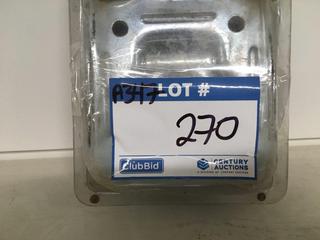 A347
LOT #
270
ClubBid
CENTURY
AUCTIONS